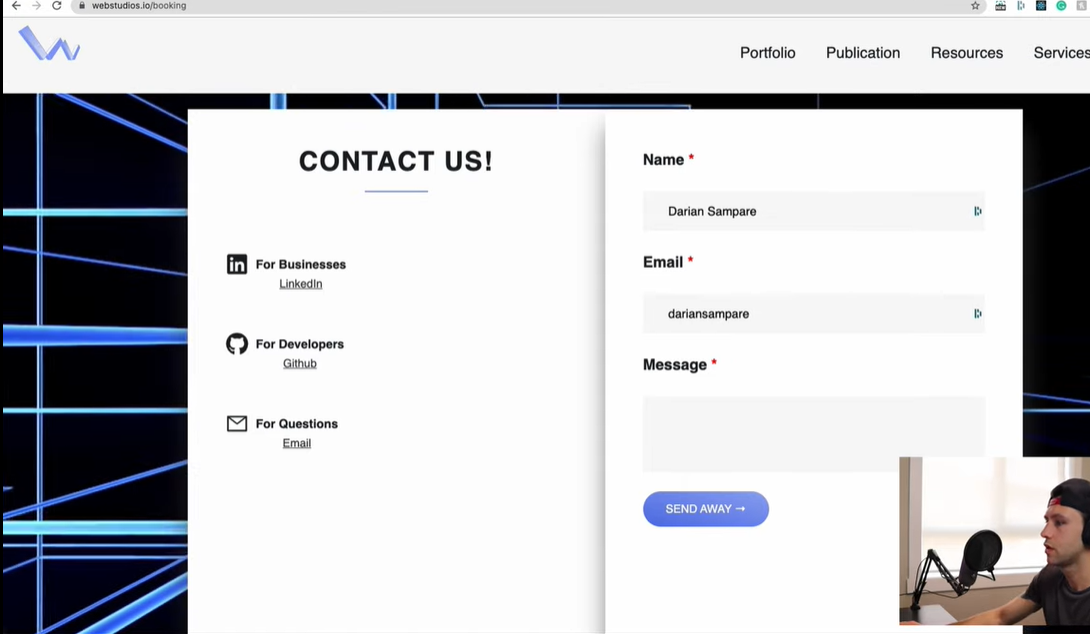 webstudios.io/booking
Portfolio
Publication
Resources
Services
CONTACT US!
For Businesses
LinkedIn
For Developers
Github
For Questions
Email
Name *
Darian Sampare
Email *
dariansampare
Message *
SEND AWAY →